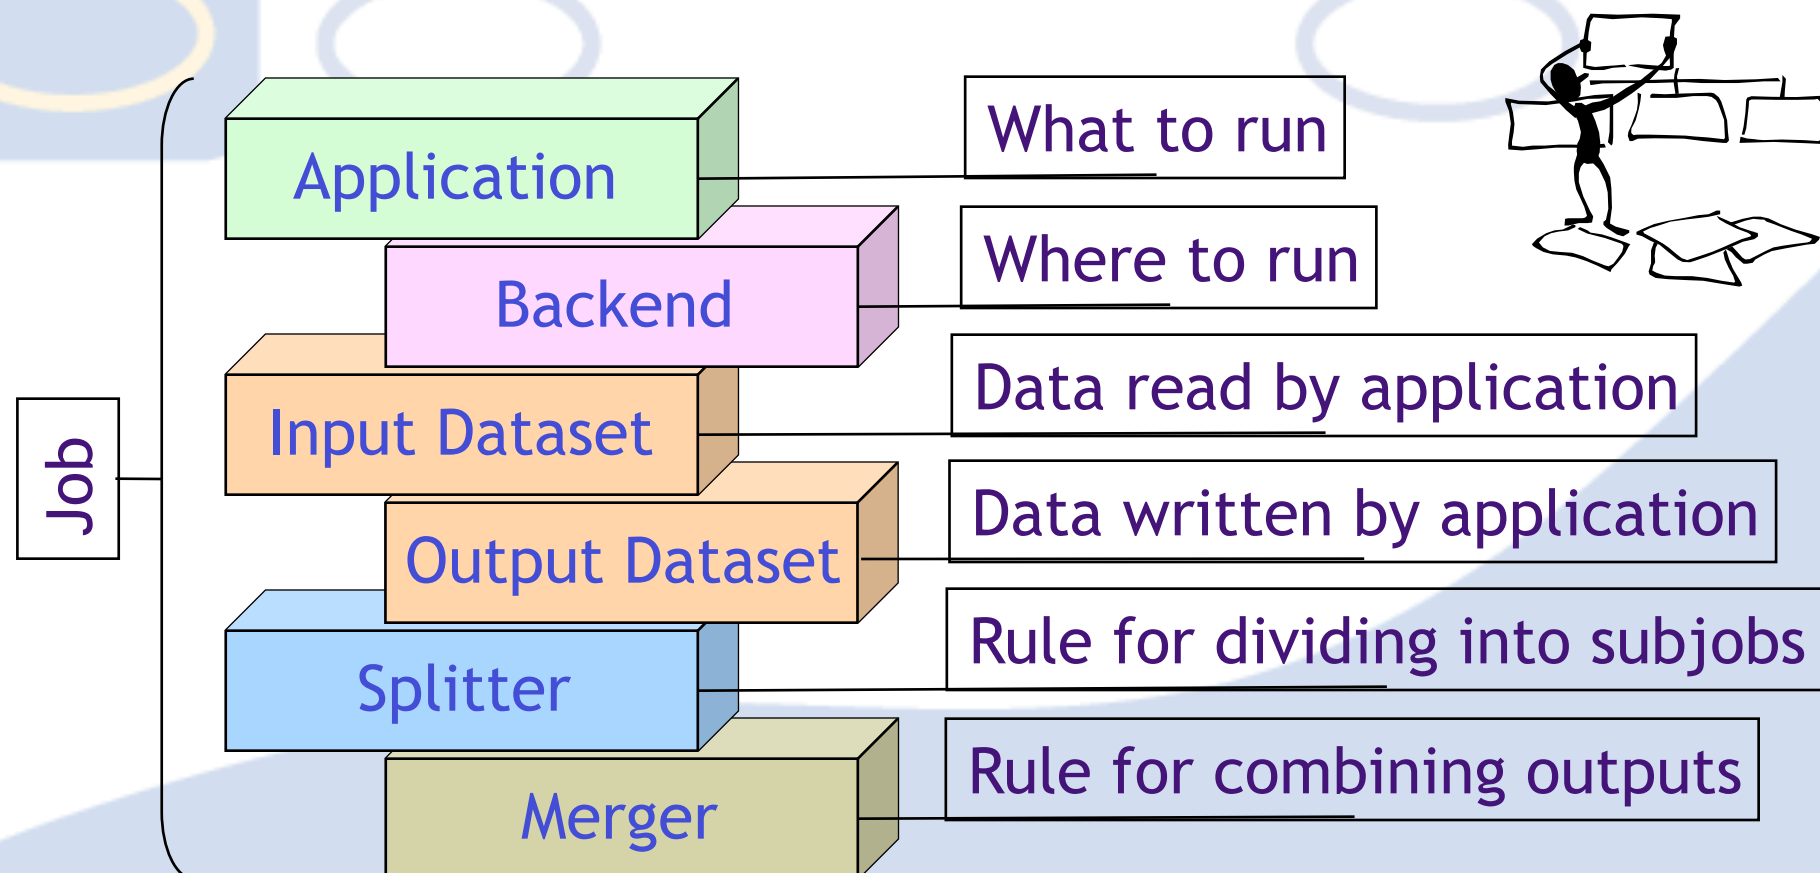 Job
Application
What to run
Backend
Where to run
Input Dataset
Data read by application
Output Dataset
Data written by application
Splitter
Rule for dividing into subjobs
Merger
Rule for combining outputs